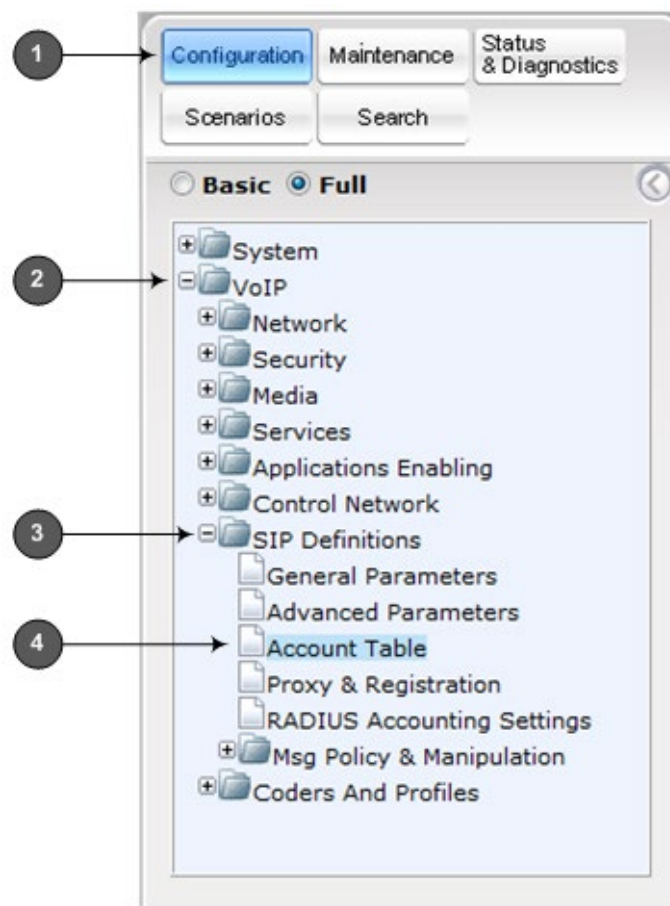 1
Configuration
Maintenance
Status
& Diagnostics
Scenarios
Search
Basic
Full
System
2
VoIP
Network
Security
Media
Services
Applications Enabling
Control Network
3
SIP Definitions
General Parameters
Advanced Parameters
4
Account Table
Proxy & Registration
RADIUS Accounting Settings
Msg Policy & Manipulation
Coders And Profiles